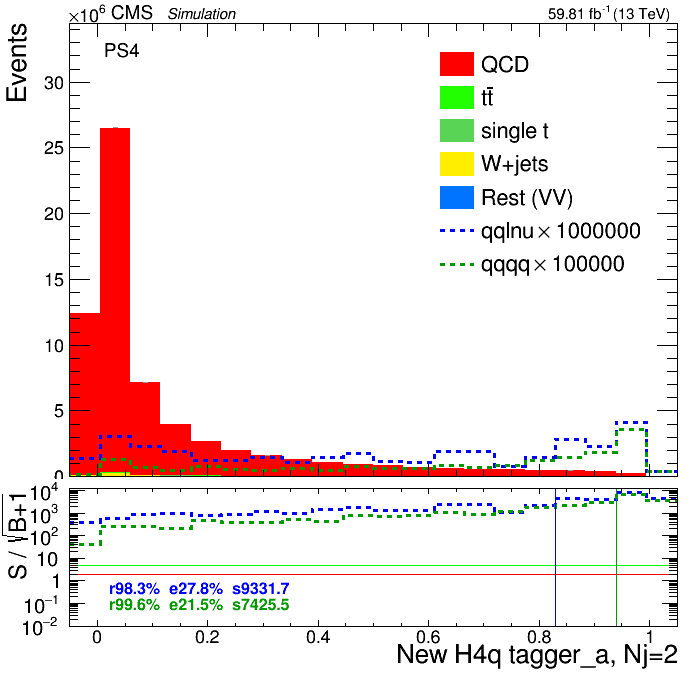 ×10⁶ CMS Simulation 59.81 fb⁻¹ (13 TeV)
Events
PS4
QCD
tt̄
single t
W+jets
Rest (VV)
qqlnu × 1000000
qqqq × 100000
30
25
20
15
10
5
0
S / √B+1
10⁴
10³
10²
10
1
10⁻¹
10⁻²
r98.3% e27.8% s9331.7
r99.6% e21.5% s7425.5
0 0.2 0.4 0.6 0.8 1
New H4q tagger_a, Nj=2